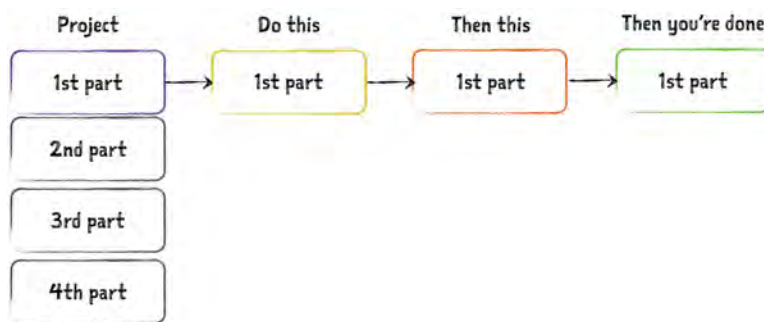 Project
Do this
Then this
Then you're done
1st part
1st part
1st part
1st part
2nd part
3rd part
4th part